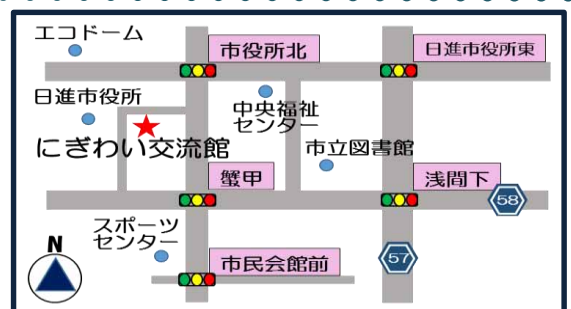 エコドーム
市役所北
日進市役所東
日進市役所
中央福祉
センター
にぎわい交流館
市立図書館
蟹甲
浅間下
58
スポーツ
センター
N
市民会館前
57